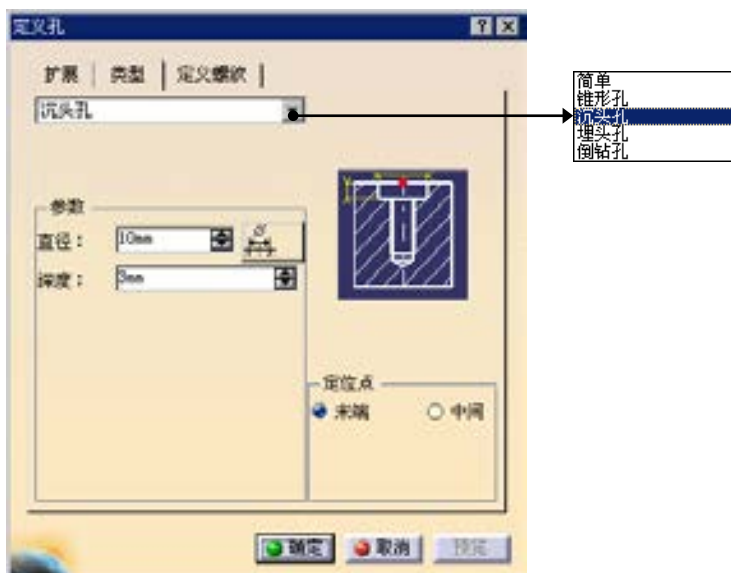 定义孔
扩展 类型 定义螺纹
沉头孔
参数
直径： 10mm
深度： 3mm
定位点
末端 中间
确定 取消 预览
简单
锥形孔
沉头孔
埋头孔
倒钻孔